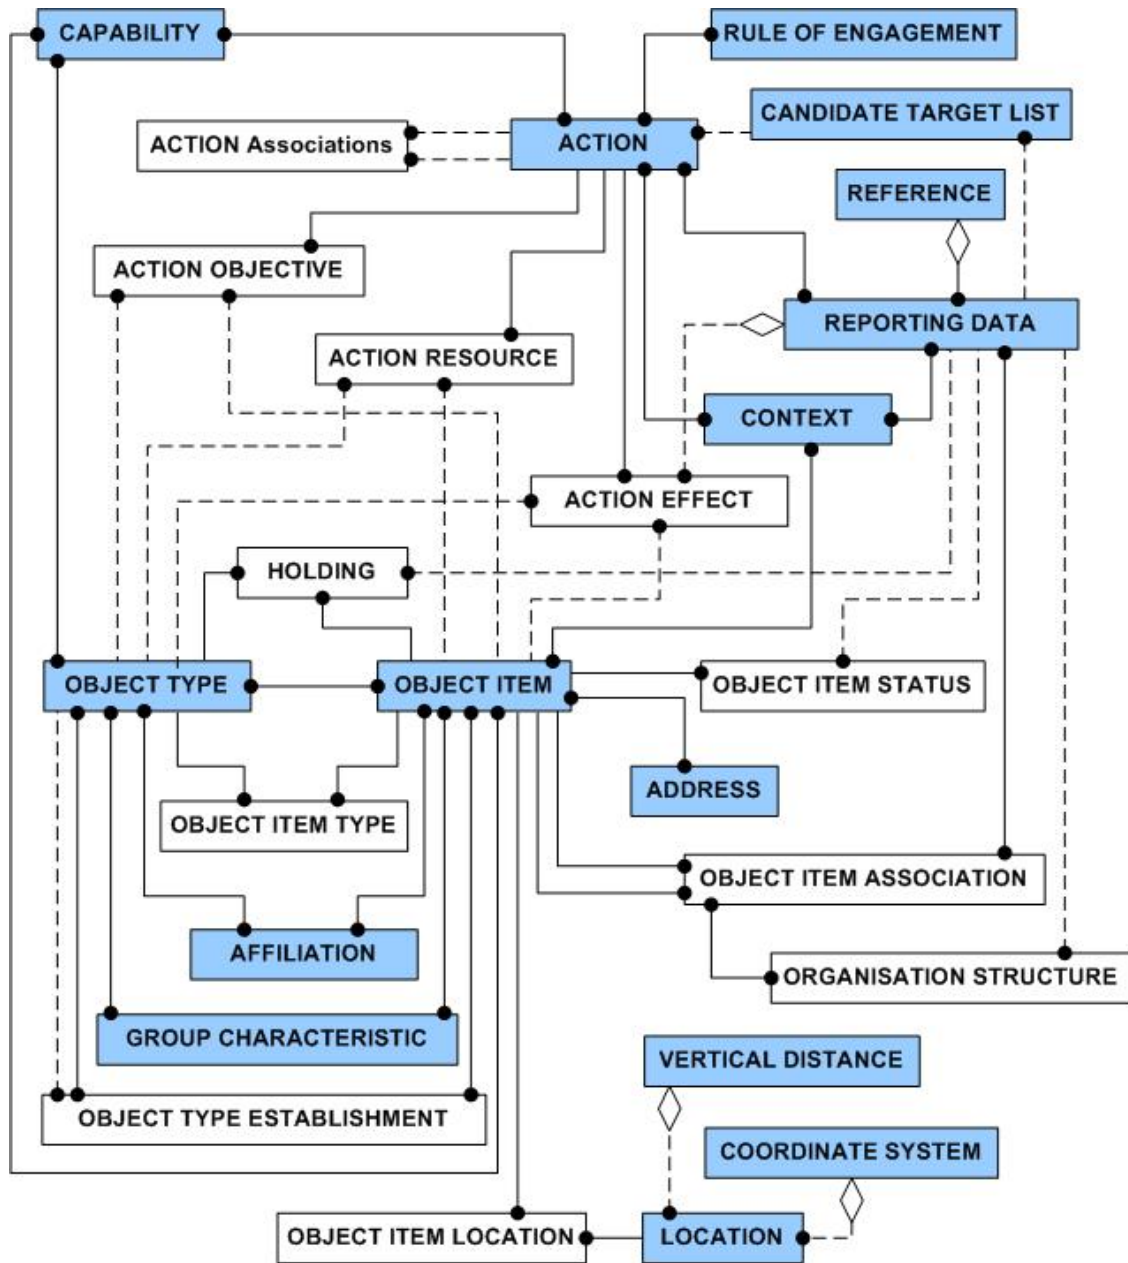 CAPABILITY
RULE OF ENGAGEMENT
CANDIDATE TARGET LIST
ACTION Associations
ACTION
REFERENCE
ACTION OBJECTIVE
REPORTING DATA
ACTION RESOURCE
CONTEXT
ACTION EFFECT
HOLDING
OBJECT TYPE
OBJECT ITEM
OBJECT ITEM STATUS
ADDRESS
OBJECT ITEM TYPE
OBJECT ITEM ASSOCIATION
AFFILIATION
ORGANISATION STRUCTURE
GROUP CHARACTERISTIC
VERTICAL DISTANCE
OBJECT TYPE ESTABLISHMENT
COORDINATE SYSTEM
OBJECT ITEM LOCATION
LOCATION